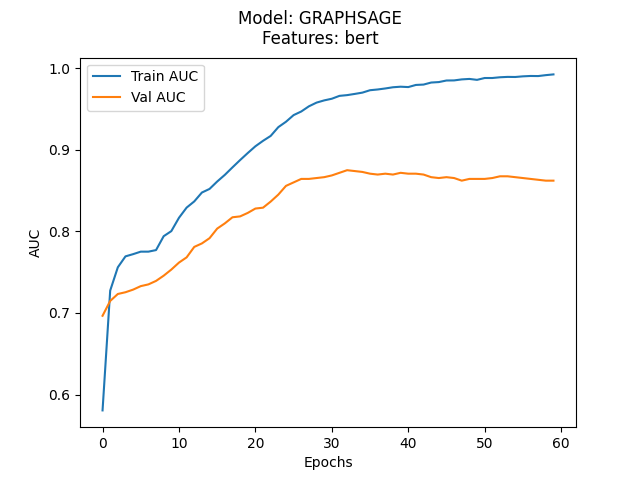 Model: GRAPHSAGE
Features: bert
Train AUC
Val AUC
1.0
0.9
0.8
0.7
0.6
AUC
0
10
20
30
40
50
60
Epochs